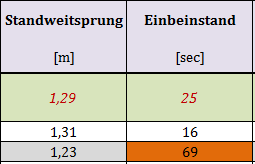 Standweitsprung Einbeinstand
[m] [sec]
1,29 25
1,31 16
1,23 69